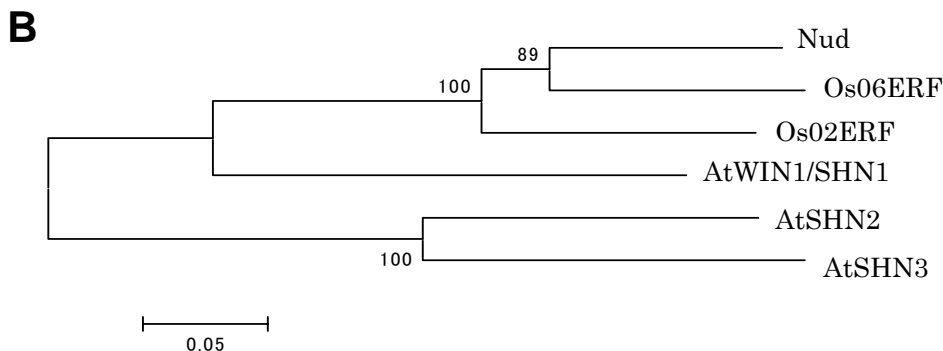 B
Nud
89
Os06ERF
100
Os02ERF
AtWIN1/SHN1
AtSHN2
100
AtSHN3
0.05